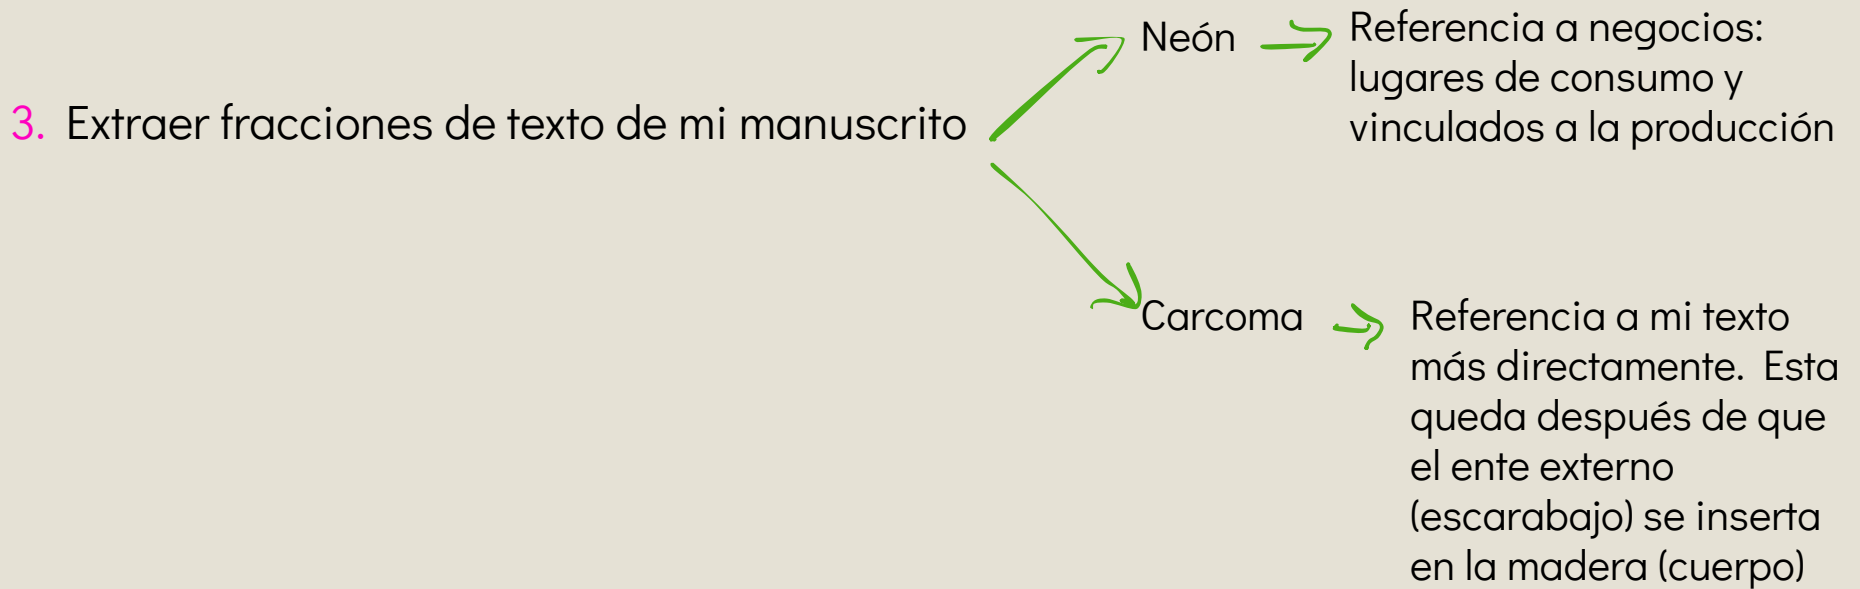 3. Extraer fracciones de texto de mi manuscrito
Neón
Referencia a negocios:
lugares de consumo y
vinculados a la producción
Carcoma
Referencia a mi texto
más directamente. Esta
queda después de que
el ente externo
(escarabajo) se inserta
en la madera (cuerpo)